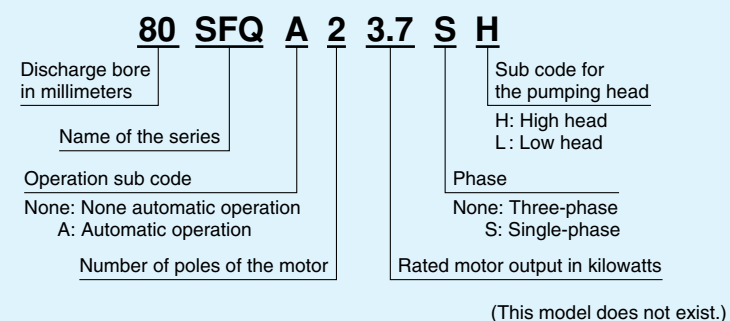 80 SFQ A 2 3.7 S H
Discharge bore
in millimeters
Sub code for
the pumping head
H: High head
L: Low head
Name of the series
Operation sub code
None: None automatic operation
A: Automatic operation
Phase
None: Three-phase
S: Single-phase
Number of poles of the motor
Rated motor output in kilowatts
(This model does not exist.)